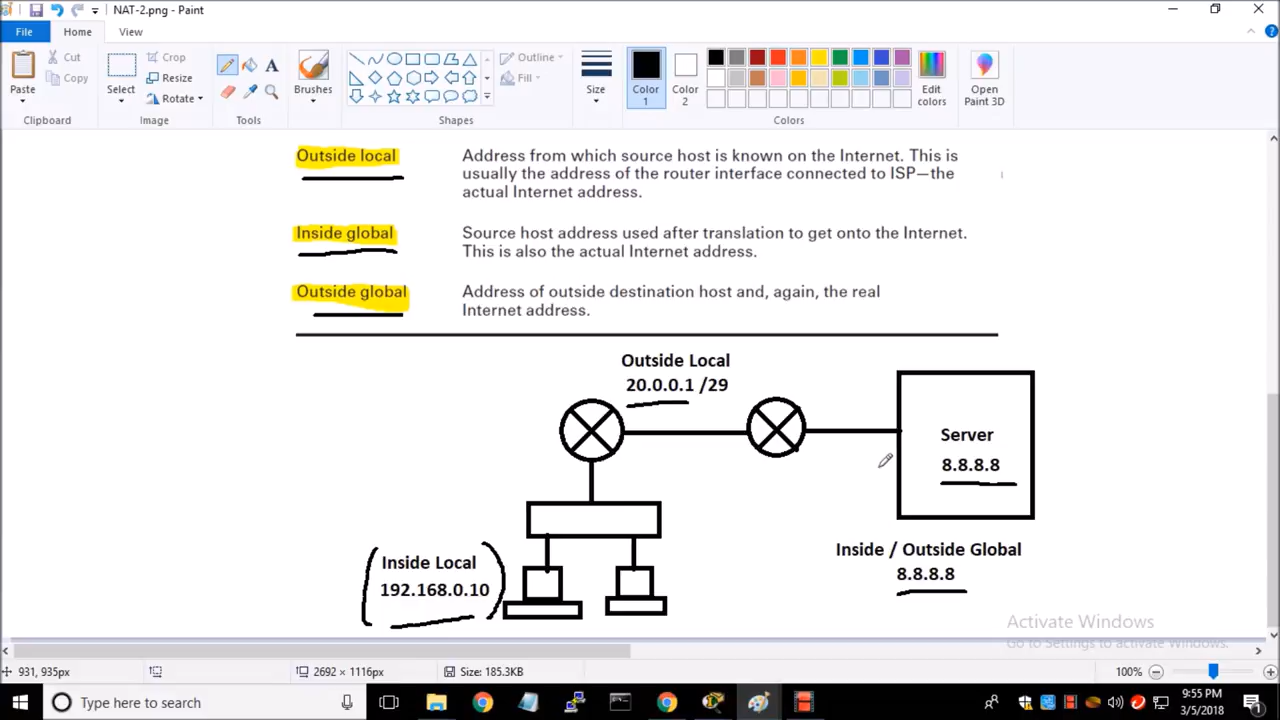 NAT-2.png - Paint
File
Home
View
Paste
Cut
Copy
Clipboard
Select
Crop
Resize
Rotate
Image
A
Tools
Brushes
Outline
Fill
Shapes
Size
Color 1
Color 2
Edit colors
Open Paint 3D
Colors
Outside local
Address from which source host is known on the Internet. This is
usually the address of the router interface connected to ISP—the
actual Internet address.
Inside global
Source host address used after translation to get onto the Internet.
This is also the actual Internet address.
Outside global
Address of outside destination host and, again, the real
Internet address.
Outside Local
20.0.0.1 /29
Server
8.8.8.8
Inside Local
192.168.0.10
Inside / Outside Global
8.8.8.8
Activate Windows
Go to Settings to activate Windows.
931, 935px
2692 × 1116px
Size: 185.3KB
100%
Type here to search
9:55 PM
3/5/2018
1